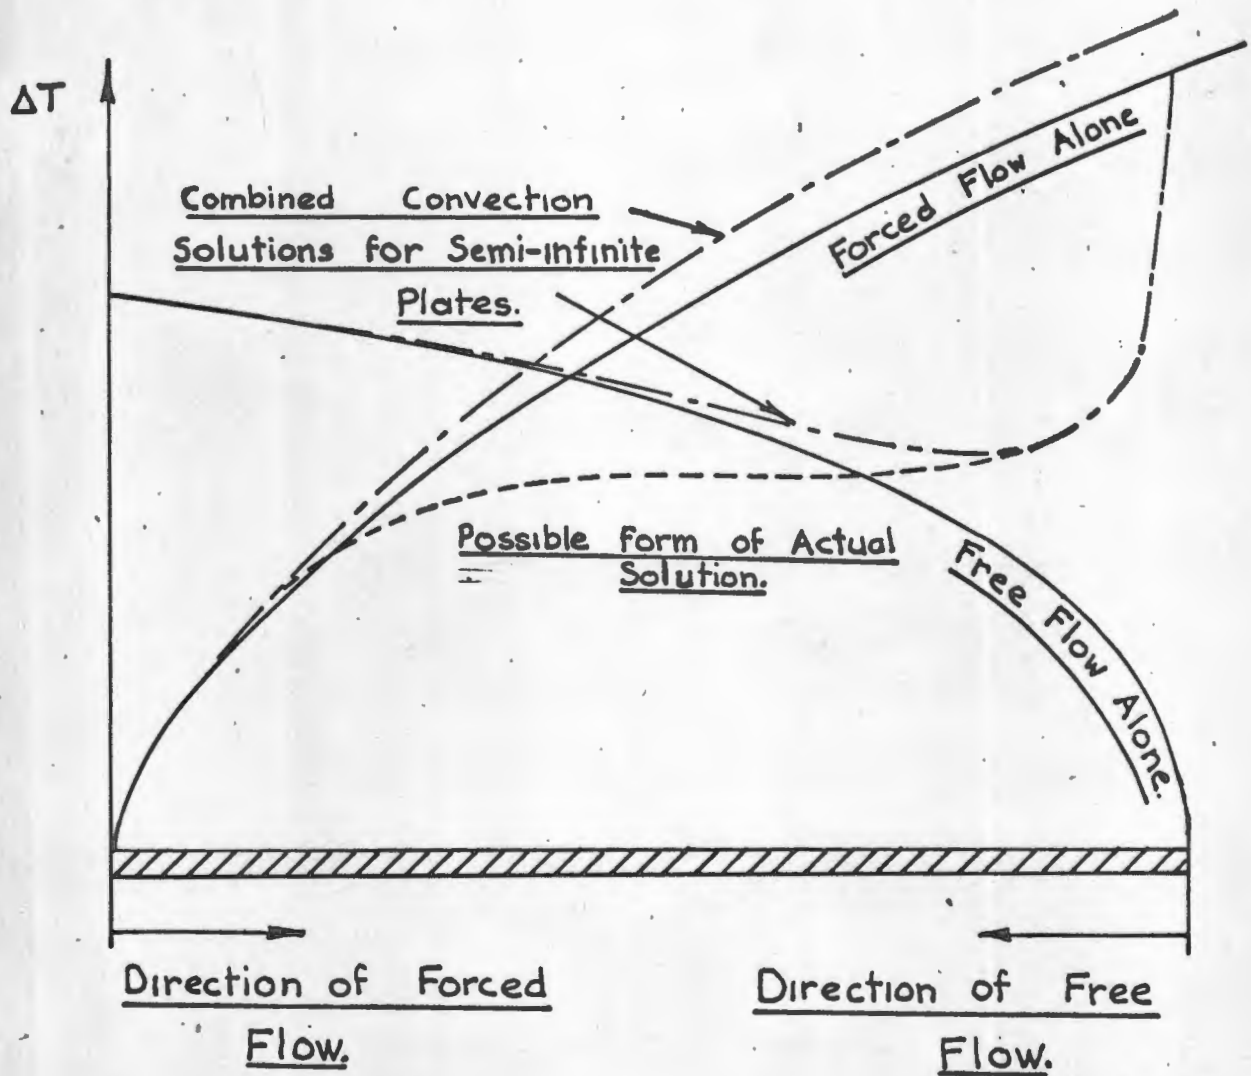 ΔT
Combined Convection
Solutions for Semi-infinite
Plates.
Forced Flow Alone
Possible form of Actual
Solution.
Free Flow Alone.
Direction of Forced
Flow.
Direction of Free
Flow.